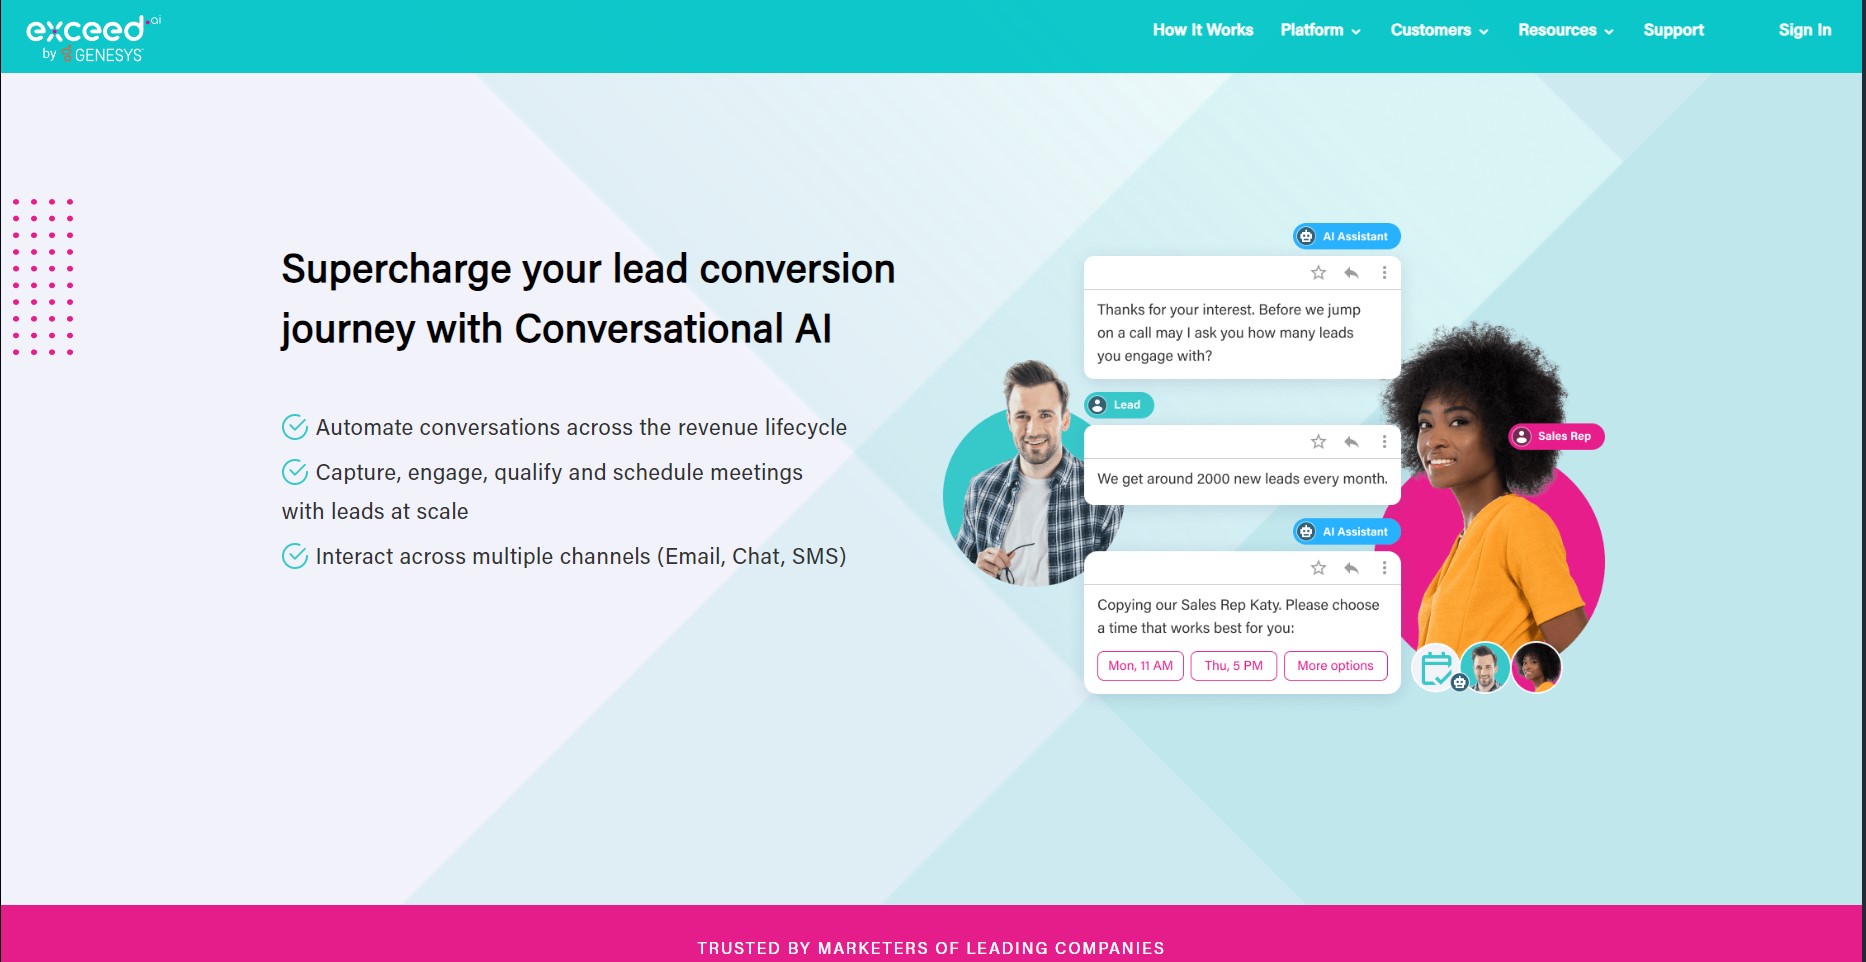 exceed.ai
by GENESYS
How It Works
Platform
Customers
Resources
Support
Sign In
Supercharge your lead conversion
journey with Conversational AI
Automate conversations across the revenue lifecycle
Capture, engage, qualify and schedule meetings
with leads at scale
Interact across multiple channels (Email, Chat, SMS)
AI Assistant
Thanks for your interest. Before we jump
on a call may I ask you how many leads
you engage with?
Lead
We get around 2000 new leads every month.
Sales Rep
AI Assistant
Copying our Sales Rep Katy. Please choose
a time that works best for you:
Mon, 11 AM
Thu, 5 PM
More options
TRUSTED BY MARKETERS OF LEADING COMPANIES